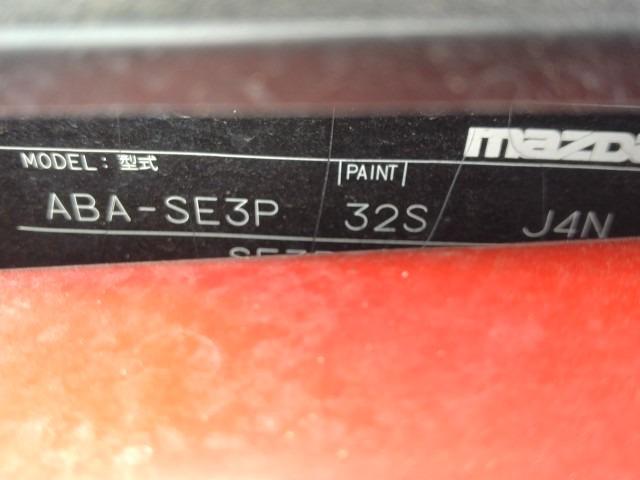 mazda
MODEL: 型式
PAINT
ABA-SE3P 32S J4N